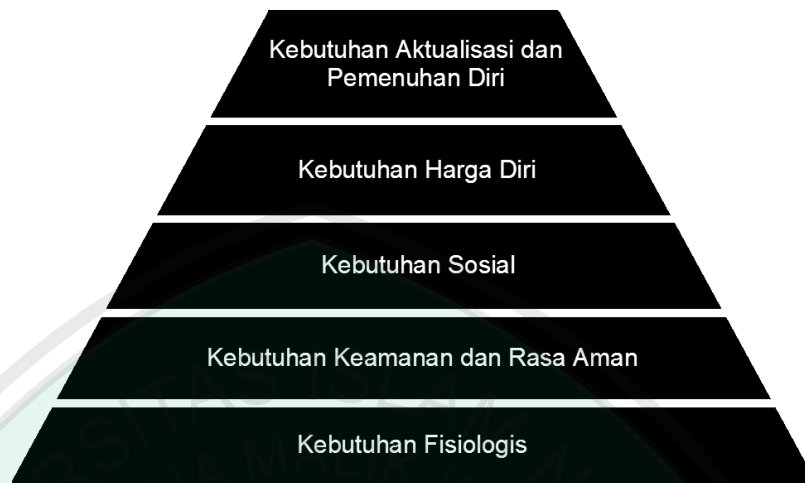 Kebutuhan Aktualisasi dan
Pemenuhan Diri
Kebutuhan Harga Diri
Kebutuhan Sosial
Kebutuhan Keamanan dan Rasa Aman
Kebutuhan Fisiologis